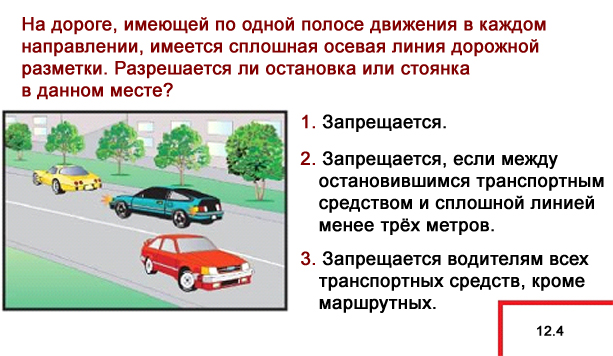 На дороге, имеющей по одной полосе движения в каждом
направлении, имеется сплошная осевая линия дорожной
разметки. Разрешается ли остановка или стоянка
в данном месте?
1. Запрещается.
2. Запрещается, если между
остановившимся транспортным
средством и сплошной линией
менее трёх метров.
3. Запрещается водителям всех
транспортных средств, кроме
маршрутных.
12.4